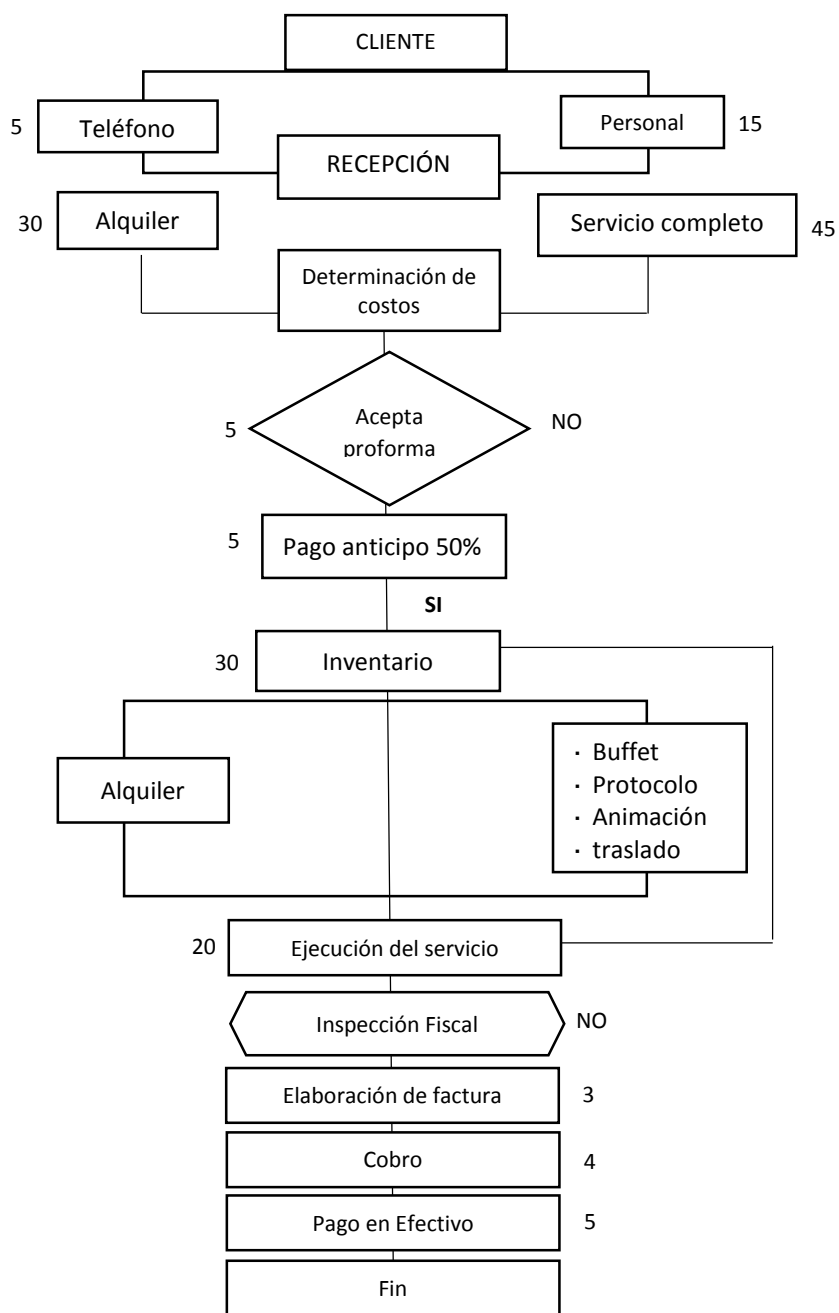 CLIENTE
5
Teléfono
Personal
15
RECEPCIÓN
30
Alquiler
Servicio completo
45
Determinación de
costos
5
Acepta
proforma
NO
5
Pago anticipo 50%
SI
30
Inventario
Alquiler
· Buffet
· Protocolo
· Animación
· traslado
20
Ejecución del servicio
Inspección Fiscal
NO
Elaboración de factura
3
Cobro
4
Pago en Efectivo
5
Fin